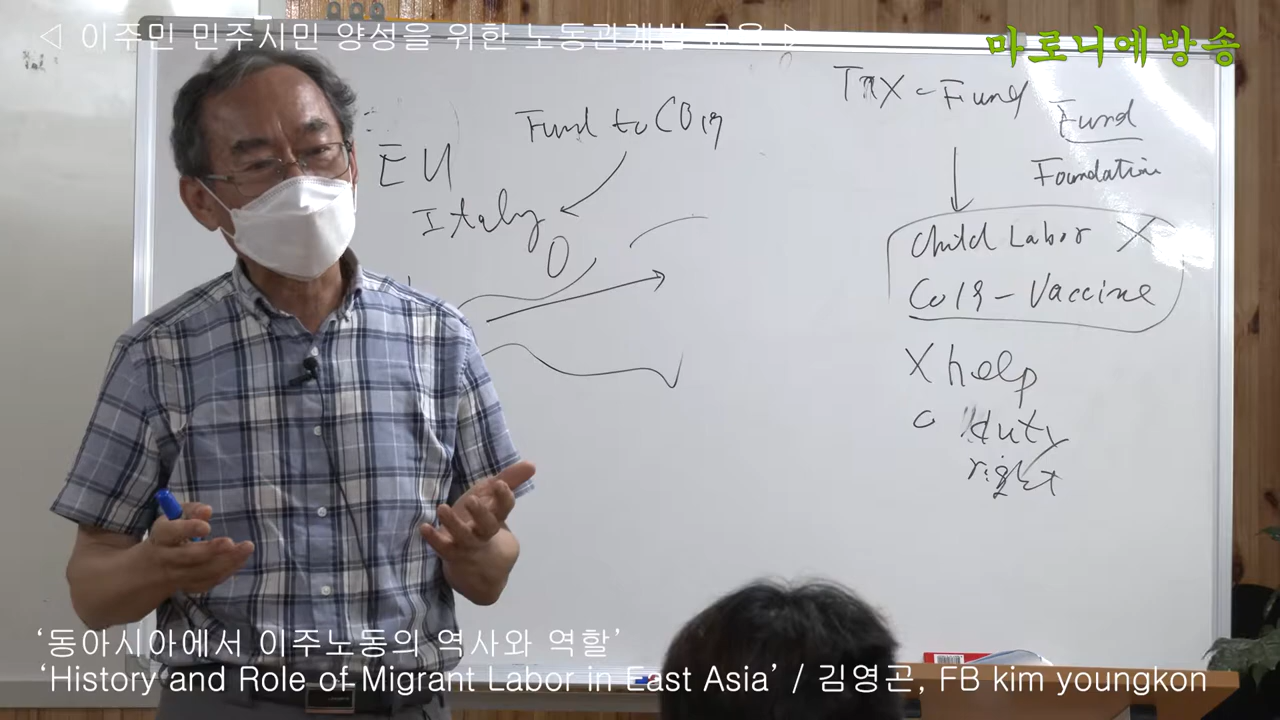 ◁ 이주민 민주시민 양성을 위한 노동관계법 교육 ▷
마로니에방송
Fund to CO19
EU
Italy
O
TAX - Fund
Fund
Foundation
Child Labor X
Co19 - Vaccine
X help
O duty
right
‘동아시아에서 이주노동의 역사와 역할’
‘History and Role of Migrant Labor in East Asia’ / 김영곤, FB kim youngkon